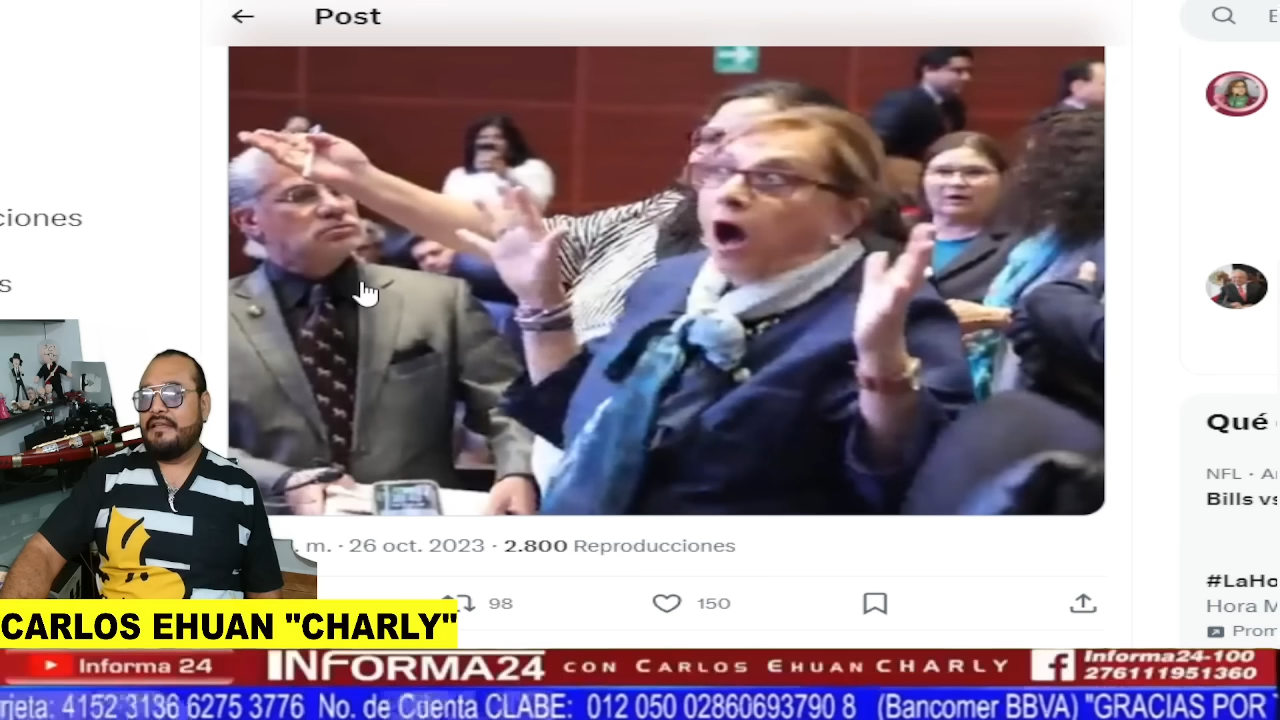 Post
E
ciones
s
. m. · 26 oct. 2023 · 2.800 Reproducciones
98
150
Qué
NFL · A
Bills vs
#LaHo
Hora M
Prom
CARLOS EHUAN "CHARLY"
Informa 24
INFORMA24 CON CARLOS EHUAN CHARLY
Informa24-100
276111951360
rjeta: 4152 3136 6275 3776 No. de Cuenta CLABE: 012 050 02860693790 8 (Bancomer BBVA) "GRACIAS POR